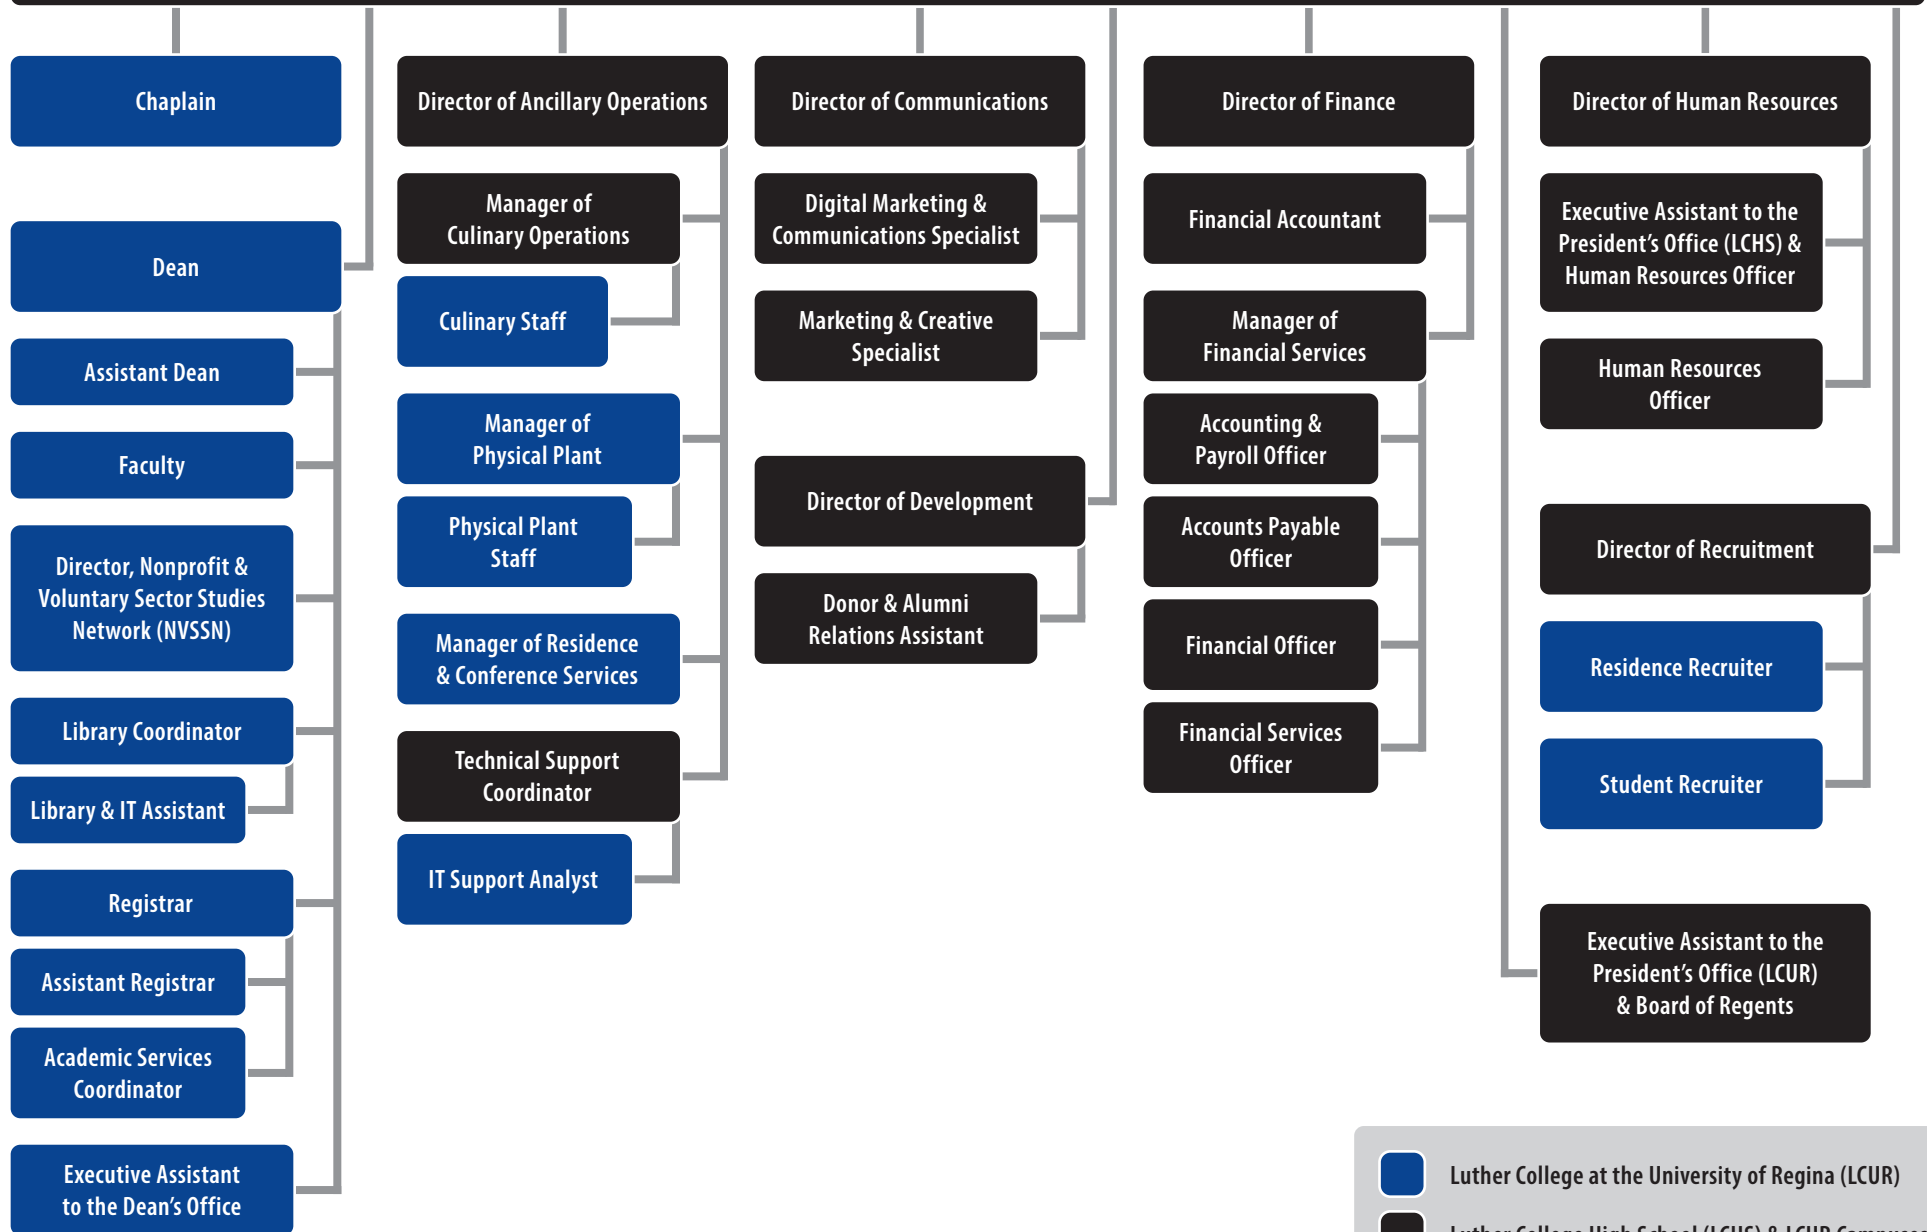 Chaplain
Dean
Assistant Dean
Faculty
Director, Nonprofit &
Voluntary Sector Studies
Network (NVSSN)
Library Coordinator
Library & IT Assistant
Registrar
Assistant Registrar
Academic Services
Coordinator
Executive Assistant
to the Dean’s Office
Director of Ancillary Operations
Manager of
Culinary Operations
Culinary Staff
Manager of
Physical Plant
Physical Plant
Staff
Manager of Residence
& Conference Services
Technical Support
Coordinator
IT Support Analyst
Director of Communications
Digital Marketing &
Communications Specialist
Marketing & Creative
Specialist
Director of Development
Donor & Alumni
Relations Assistant
Director of Finance
Financial Accountant
Manager of
Financial Services
Accounting &
Payroll Officer
Accounts Payable
Officer
Financial Officer
Financial Services
Officer
Director of Human Resources
Executive Assistant to the
President’s Office (LCHS) &
Human Resources Officer
Human Resources
Officer
Director of Recruitment
Residence Recruiter
Student Recruiter
Executive Assistant to the
President’s Office (LCUR)
& Board of Regents
Luther College at the University of Regina (LCUR)
Luther College High School (LCHS) & LCUR Campuses